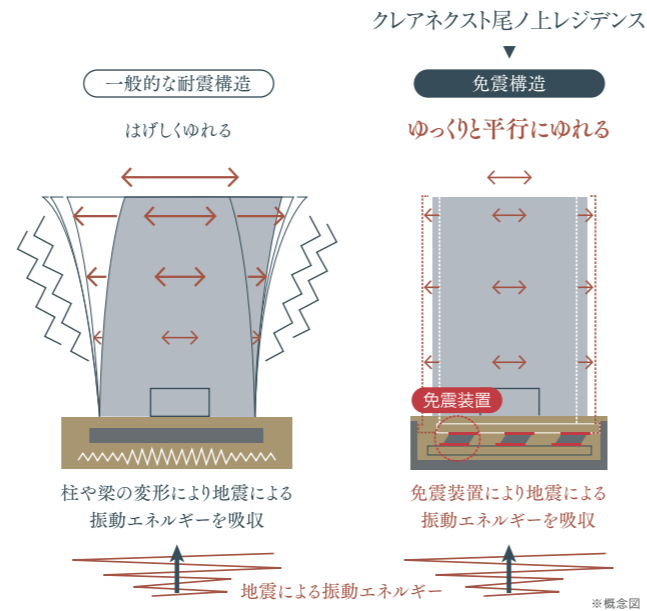 クレアネクスト尾ノ上レジデンス
▼
一般的な耐震構造
免震構造
はげしくゆれる
ゆっくりと平行にゆれる
免震装置
柱や梁の変形により地震による
振動エネルギーを吸収
免震装置により地震による
振動エネルギーを吸収
地震による振動エネルギー
※概念図